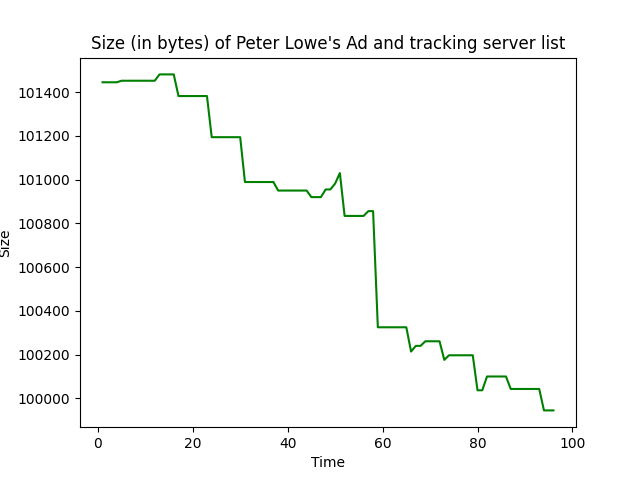 Size (in bytes) of Peter Lowe's Ad and tracking server list
101400
101200
101000
100800
100600
100400
100200
100000
Size
0 20 40 60 80 100
Time